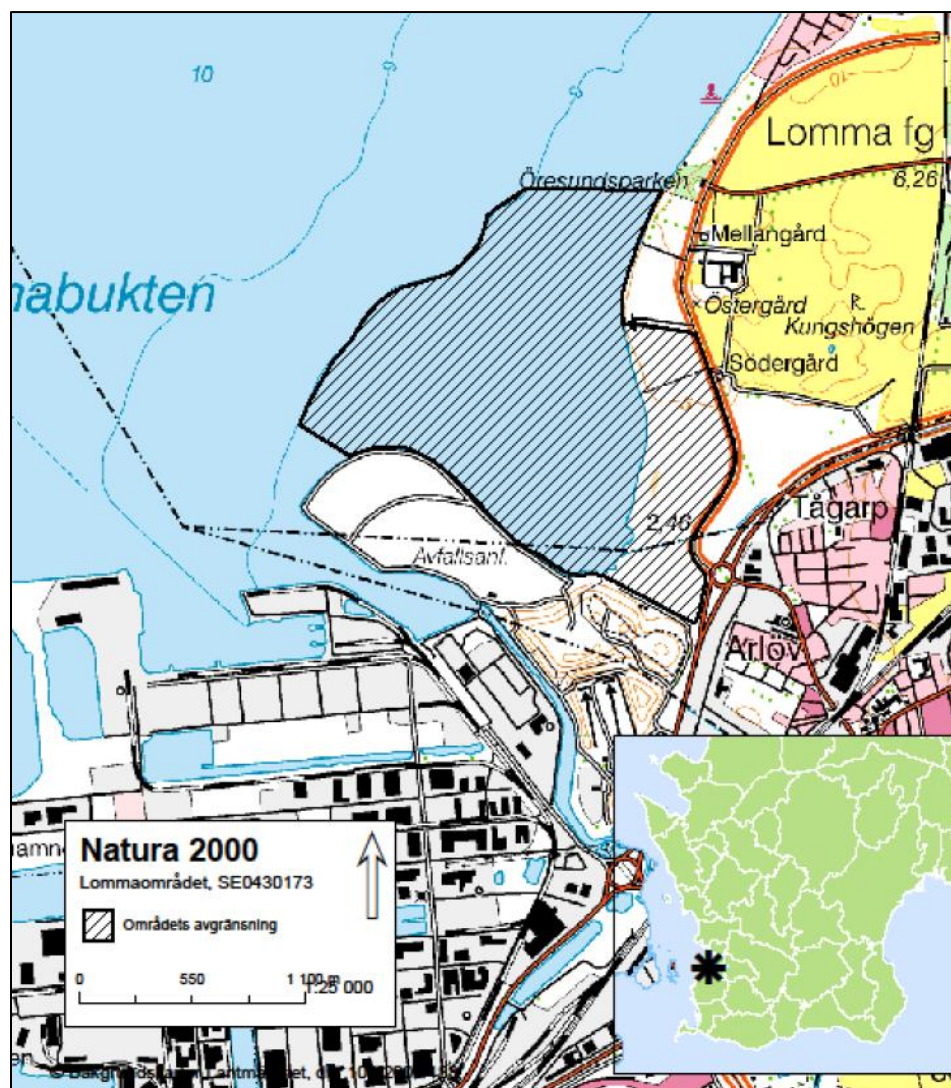 10
Lomma fg
Öresundsparken
6,26
Mellangård
nabukten
Östergård
R.
Kungshögen
Södergård
2,46
Tågarp
Avfallsanl.
Arlöv
Natura 2000
Lommaområdet, SE0430173
Områdets avgränsning
0 550 1 100 m
1:25 000